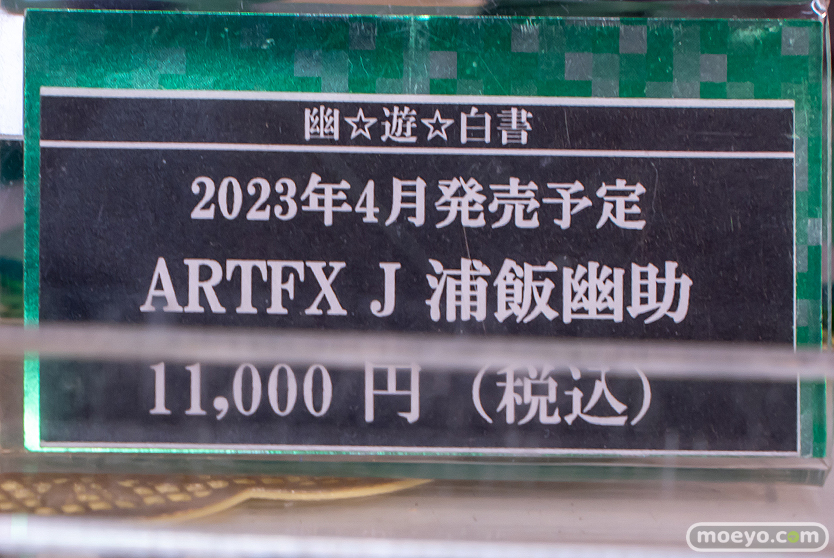 幽☆遊☆白書
2023年4月発売予定
ARTFX J 浦飯幽助
11,000 円 （税込）
moeyo.com